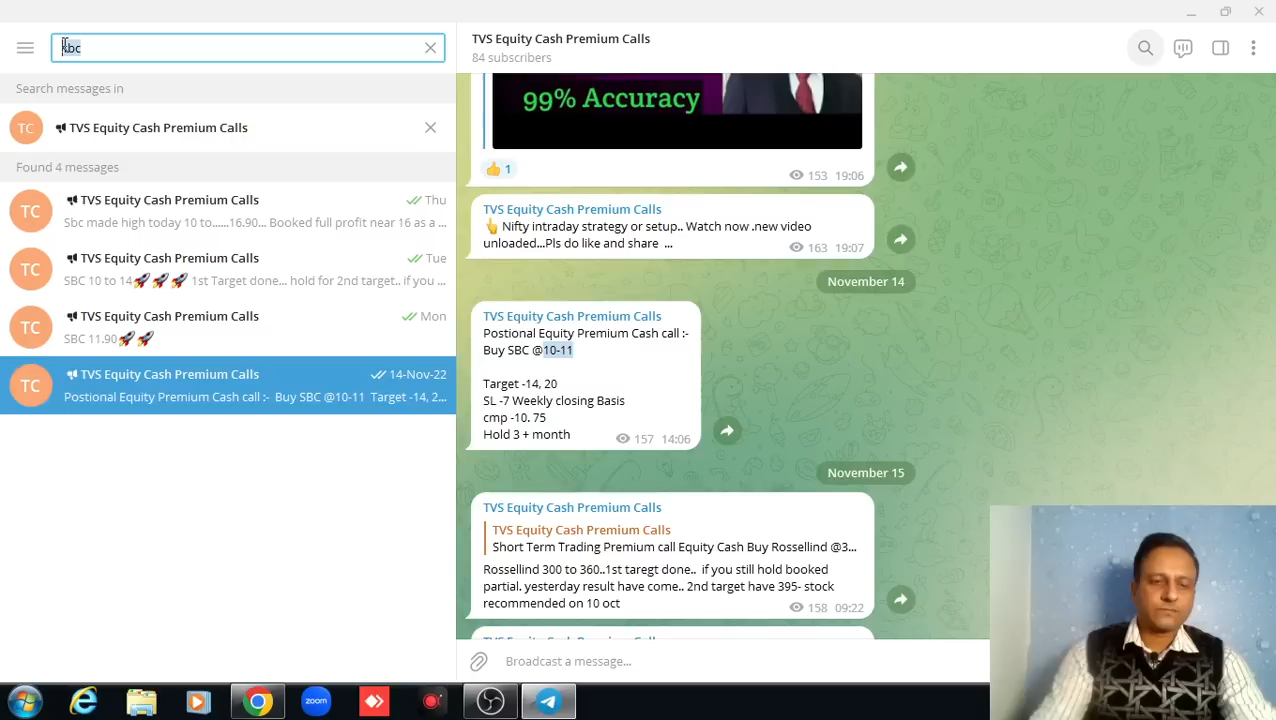 sbc
Search messages in
TC
TVS Equity Cash Premium Calls
Found 4 messages
TC
TVS Equity Cash Premium Calls
Thu
Sbc made high today 10 to......16.90... Booked full profit near 16 as a ...
TC
TVS Equity Cash Premium Calls
Tue
SBC 10 to 14🚀🚀🚀 1st Target done... hold for 2nd target.. if you ...
TC
TVS Equity Cash Premium Calls
Mon
SBC 11.90🚀🚀
TC
TVS Equity Cash Premium Calls
14-Nov-22
Postional Equity Premium Cash call :- Buy SBC @10-11 Target -14, 2...
TVS Equity Cash Premium Calls
84 subscribers
99% Accuracy
👍 1
153 19:06
TVS Equity Cash Premium Calls
👆 Nifty intraday strategy or setup.. Watch now .new video
unloaded...Pls do like and share ...
163 19:07
November 14
TVS Equity Cash Premium Calls
Postional Equity Premium Cash call :-
Buy SBC @10-11
Target -14, 20
SL -7 Weekly closing Basis
cmp -10. 75
Hold 3 + month
157 14:06
November 15
TVS Equity Cash Premium Calls
TVS Equity Cash Premium Calls
Short Term Trading Premium call Equity Cash Buy Rossellind @3...
Rossellind 300 to 360..1st taregt done.. if you still hold booked
partial. yesterday result have come.. 2nd target have 395- stock
recommended on 10 oct
158 09:22
TVS Equity Cash Premium Calls
Broadcast a message...
zoom